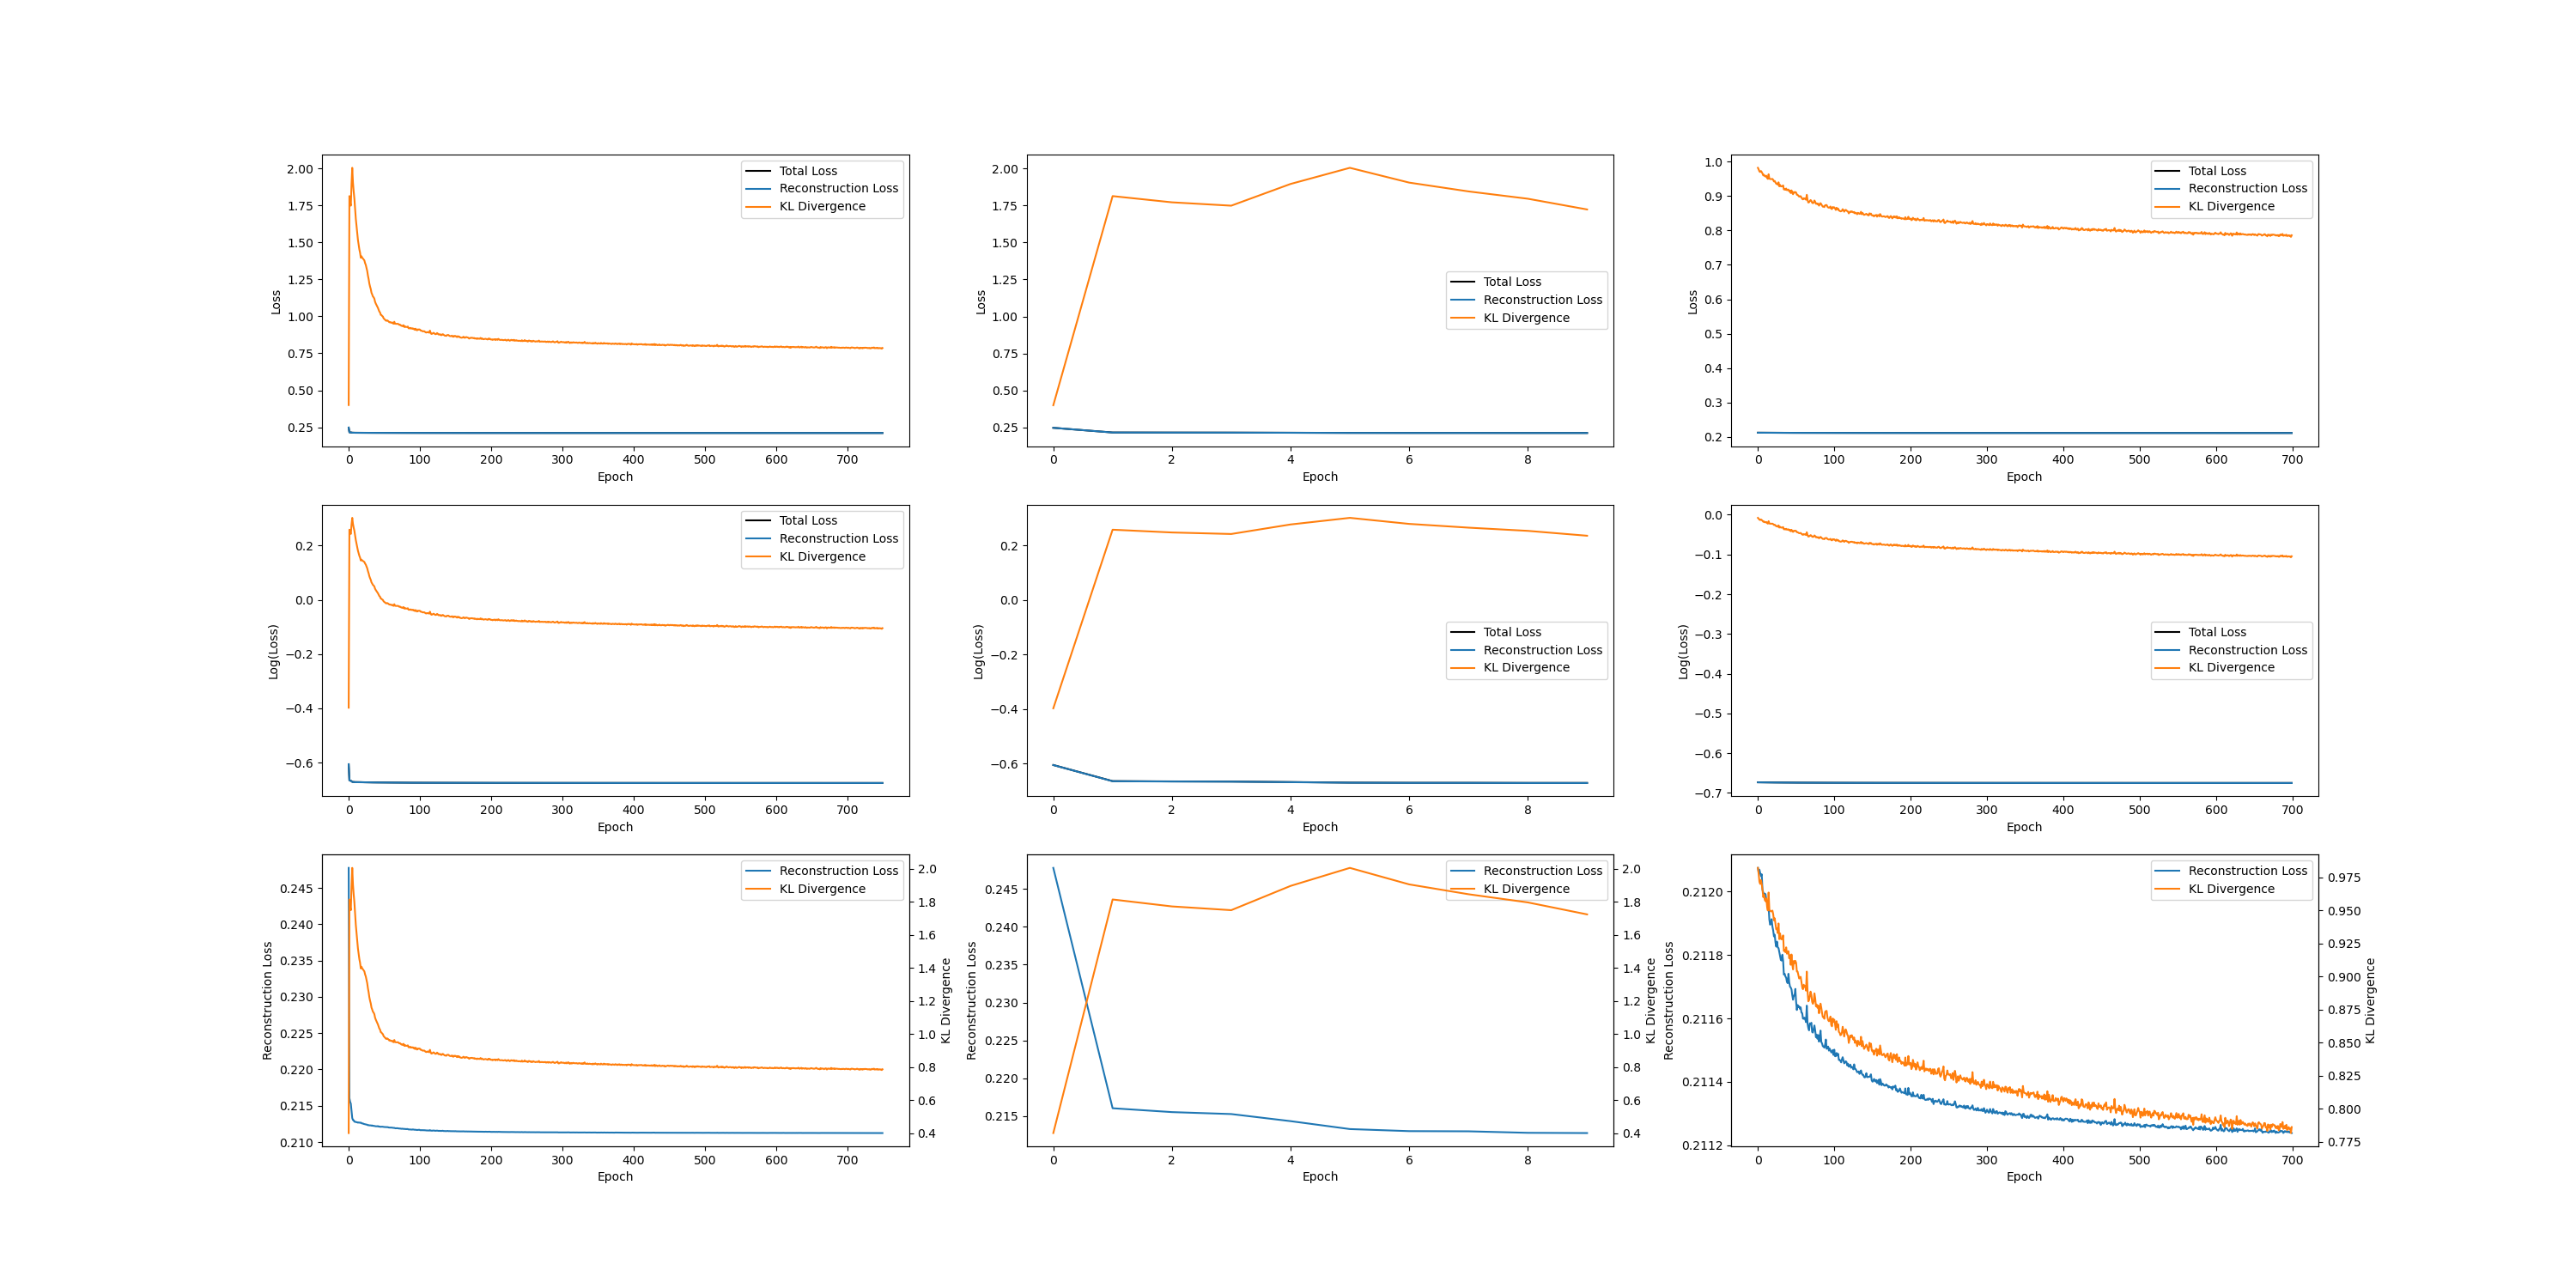 Total Loss
Reconstruction Loss
KL Divergence
2.00
1.75
1.50
1.25
1.00
0.75
0.50
0.25
Loss
0 100 200 300 400 500 600 700
Epoch
Total Loss
Reconstruction Loss
KL Divergence
2.00
1.75
1.50
1.25
1.00
0.75
0.50
0.25
Loss
0 2 4 6 8
Epoch
Total Loss
Reconstruction Loss
KL Divergence
1.0
0.9
0.8
0.7
0.6
0.5
0.4
0.3
0.2
Loss
0 100 200 300 400 500 600 700
Epoch
Total Loss
Reconstruction Loss
KL Divergence
0.2
0.0
−0.2
−0.4
−0.6
Log(Loss)
0 100 200 300 400 500 600 700
Epoch
Total Loss
Reconstruction Loss
KL Divergence
0.2
0.0
−0.2
−0.4
−0.6
Log(Loss)
0 2 4 6 8
Epoch
Total Loss
Reconstruction Loss
KL Divergence
0.0
−0.1
−0.2
−0.3
−0.4
−0.5
−0.6
−0.7
Log(Loss)
0 100 200 300 400 500 600 700
Epoch
Reconstruction Loss
KL Divergence
0.245
0.240
0.235
0.230
0.225
0.220
0.215
0.210
Reconstruction Loss
2.0
1.8
1.6
1.4
1.2
1.0
0.8
0.6
0.4
KL Divergence
0 100 200 300 400 500 600 700
Epoch
Reconstruction Loss
KL Divergence
0.245
0.240
0.235
0.230
0.225
0.220
0.215
Reconstruction Loss
2.0
1.8
1.6
1.4
1.2
1.0
0.8
0.6
0.4
KL Divergence
0 2 4 6 8
Epoch
Reconstruction Loss
KL Divergence
0.2120
0.2118
0.2116
0.2114
0.2112
Reconstruction Loss
0.975
0.950
0.925
0.900
0.875
0.850
0.825
0.800
0.775
KL Divergence
0 100 200 300 400 500 600 700
Epoch